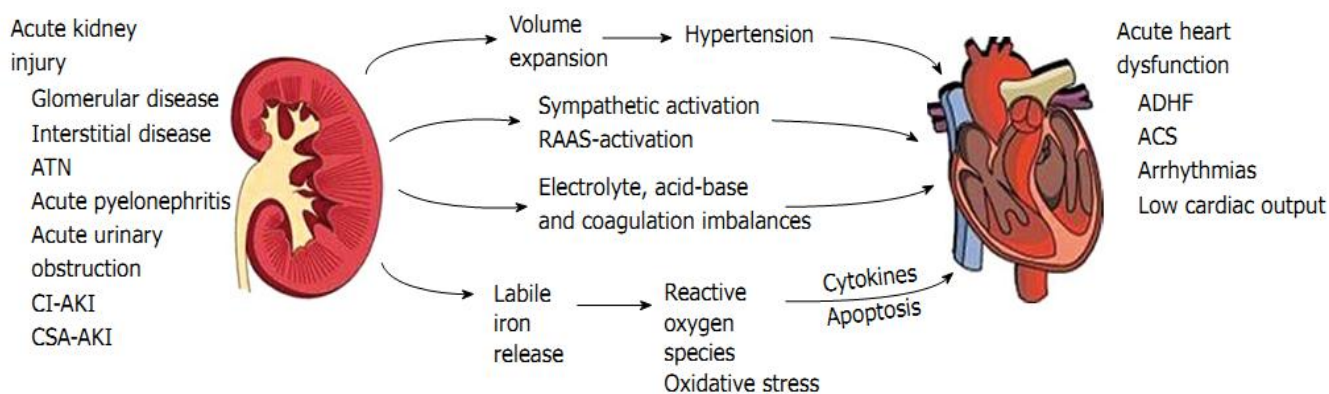 Acute kidney
injury
Glomerular disease
Interstitial disease
ATN
Acute pyelonephritis
Acute urinary
obstruction
CI-AKI
CSA-AKI
Volume
expansion
Hypertension
Sympathetic activation
RAAS-activation
Electrolyte, acid-base
and coagulation imbalances
Labile
iron
release
Reactive
oxygen
species
Oxidative stress
Cytokines
Apoptosis
Acute heart
dysfunction
ADHF
ACS
Arrhythmias
Low cardiac output